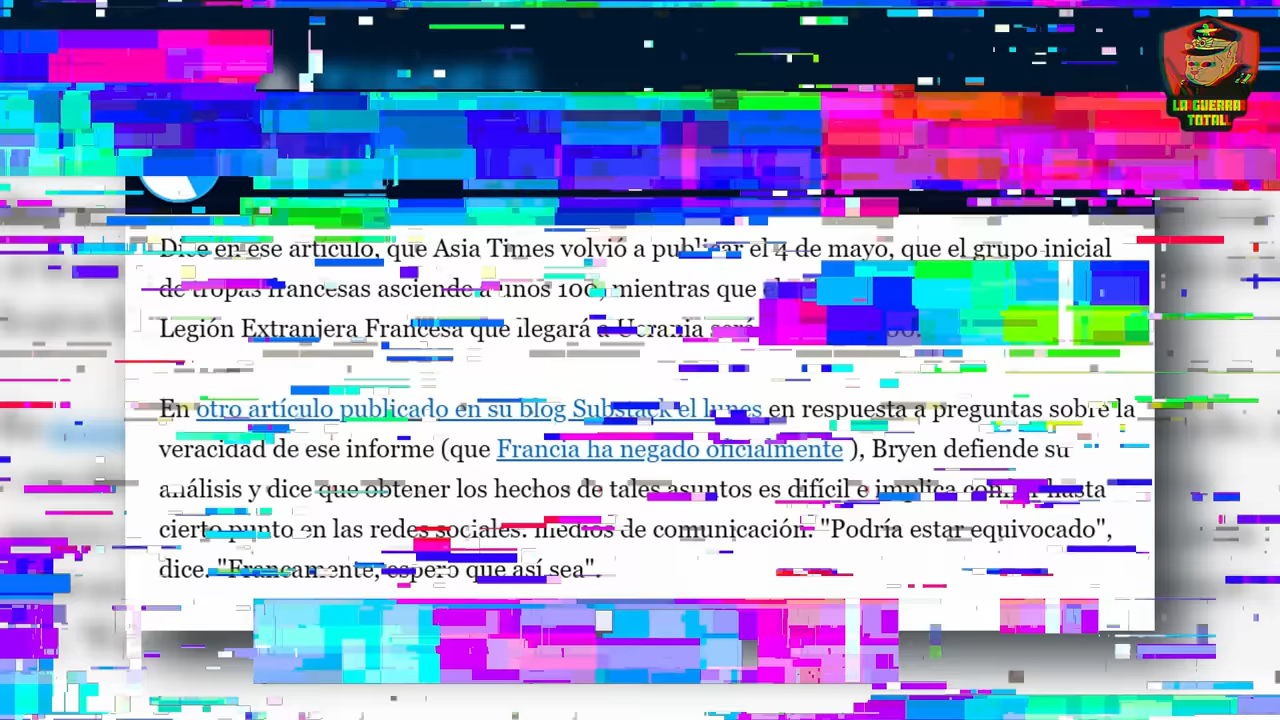 LA GUERRA
TOTAL
Dice en ese artículo, que Asia Times volvió a publicar el 4 de mayo, que el grupo inicial
de tropas francesas asciende a unos 100, mientras que
Legión Extranjera Francesa que llegará a Ucrania será
En otro artículo publicado en su blog Substack el lunes en respuesta a preguntas sobre la
veracidad de ese informe (que Francia ha negado oficialmente ), Bryen defiende su
análisis y dice que obtener los hechos de tales asuntos es difícil e implica confiar hasta
cierto punto en las redes sociales. medios de comunicación. "Podría estar equivocado",
dice. "Francamente, espero que así sea".